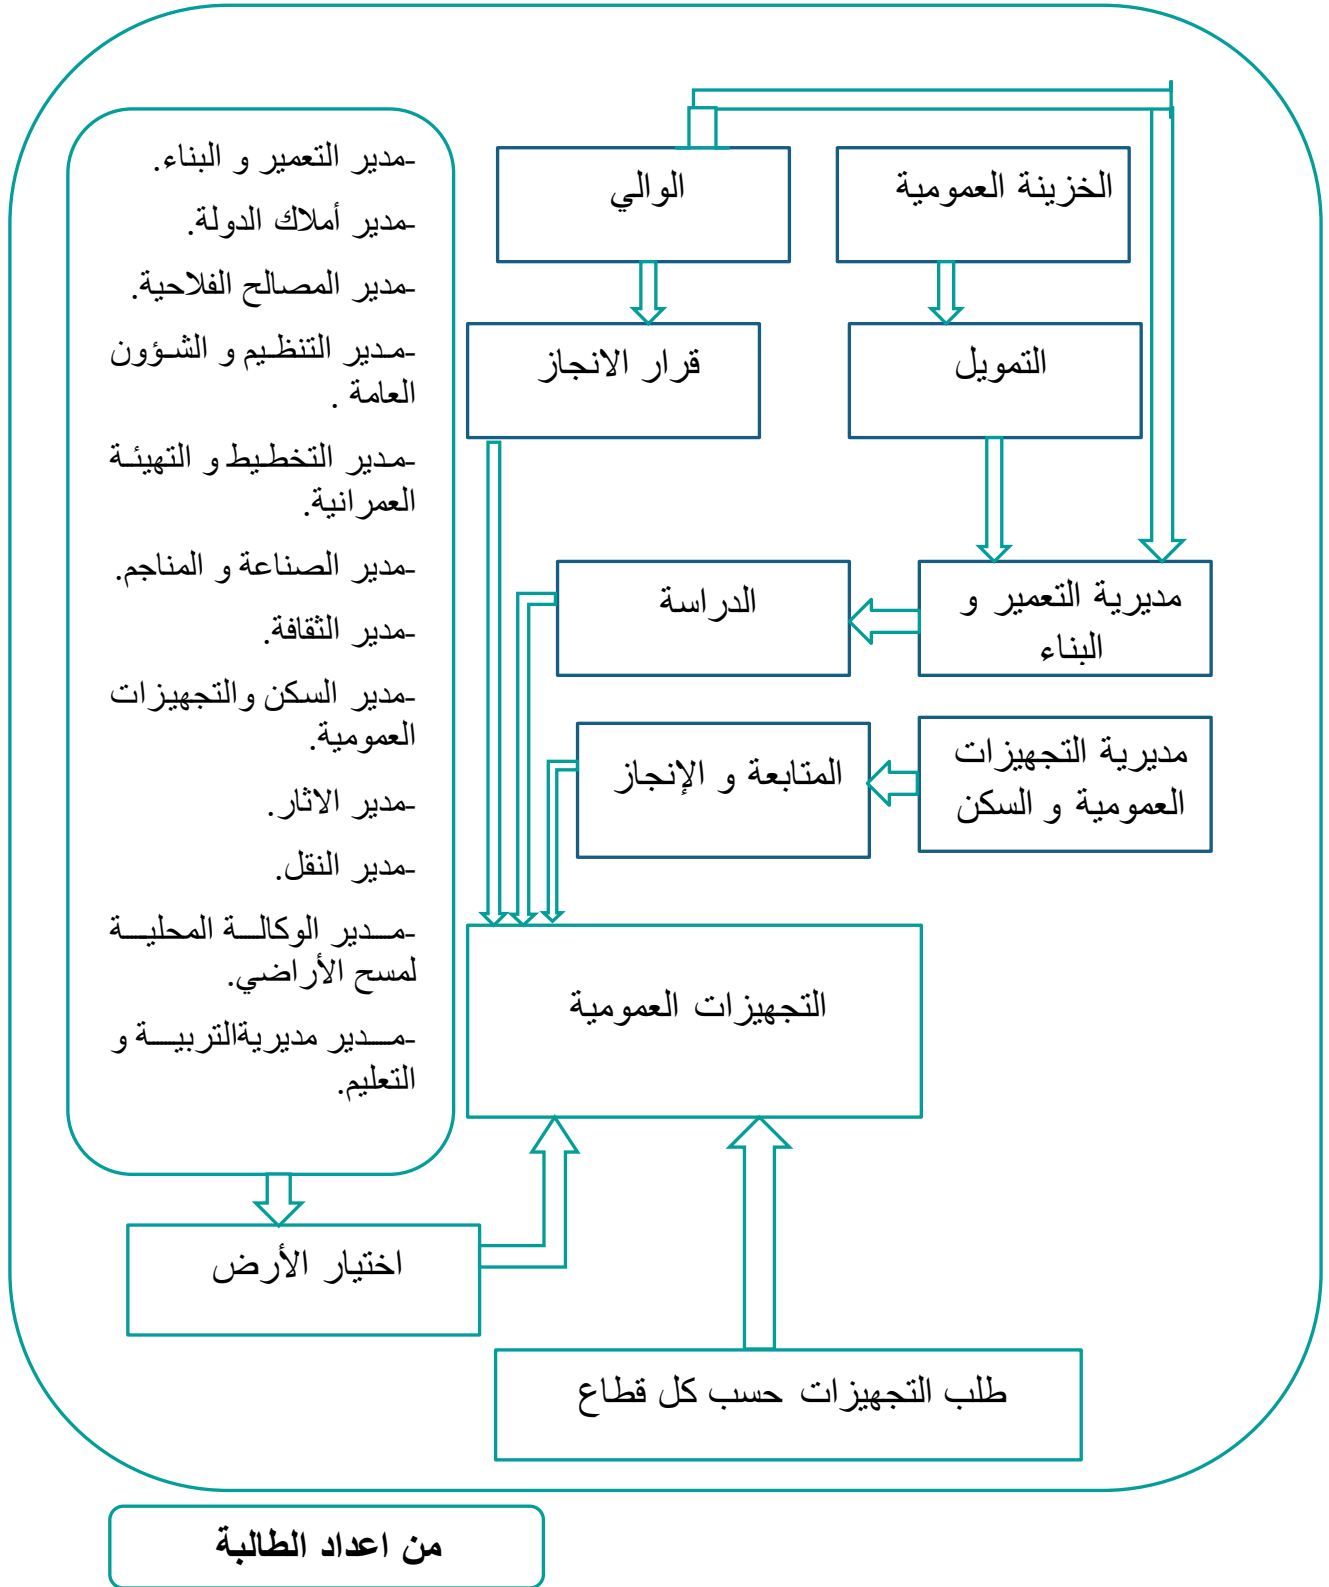 الخزينة العمومية
الوالي
التمويل
قرار الانجاز
مديرية التعمير و
البناء
الدراسة
مديرية التجهيزات
العمومية و السكن
المتابعة و الإنجاز
التجهيزات العمومية
-مدير التعمير و البناء.
-مدير أملاك الدولة.
-مدير المصالح الفلاحية.
-مدير التنظيم و الشؤون
العامة .
-مدير التخطيط و التهيئة
العمرانية.
-مدير الصناعة و المناجم.
-مدير الثقافة.
-مدير السكن والتجهيزات
العمومية.
-مدير الاثار.
-مدير النقل.
-مدير الوكالة المحلية
لمسح الأراضي.
-مدير مديريةالتربية و
التعليم.
اختيار الأرض
طلب التجهيزات حسب كل قطاع
من اعداد الطالبة